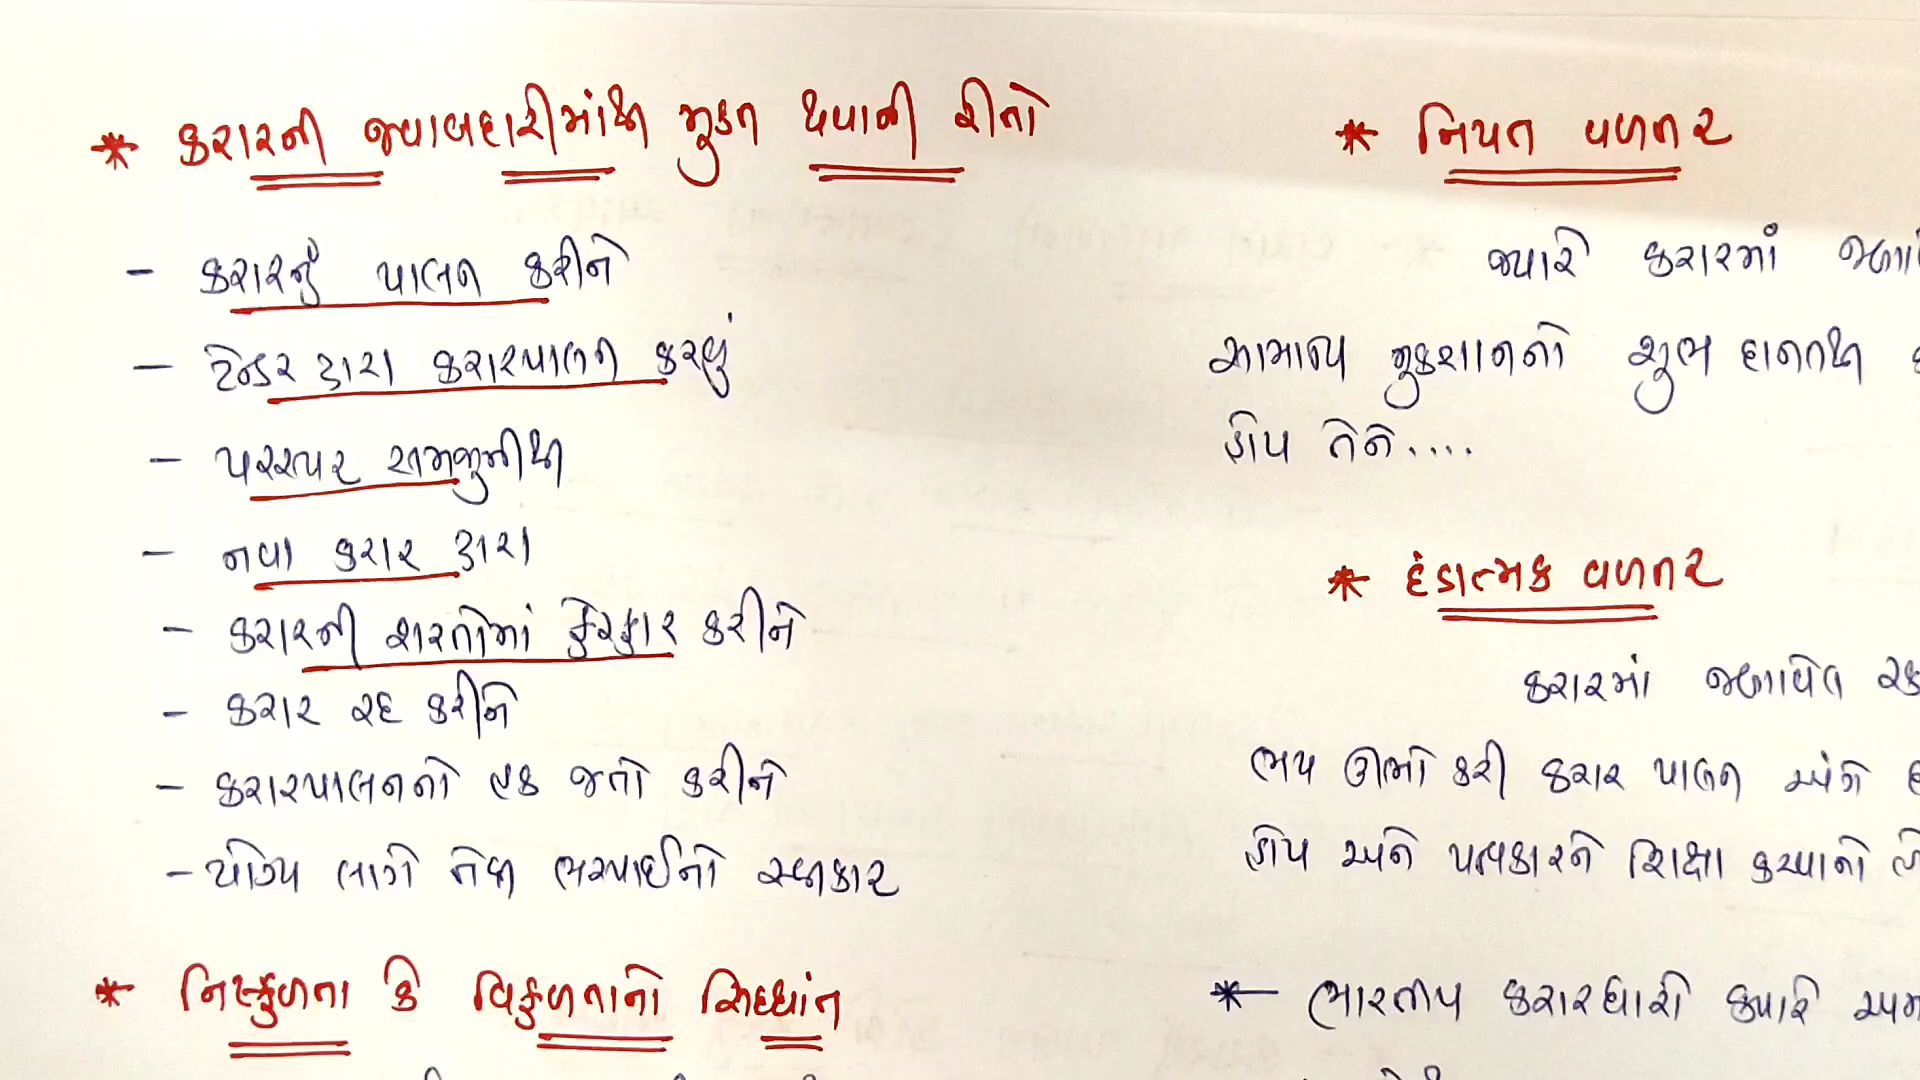 * કરારની જવાબદારીમાંથી મુક્ત થવાની રીતો
- કરારનું પાલન કરીને
- ટેન્ડર દ્વારા કરારપાલન કરવું
- પરસ્પર સમજુતીથી
- નવા કરાર દ્વારા
- કરારની શરતોમાં ફેરફાર કરીને
- કરાર રદ કરીને
- કરારપાલનનો હક જતો કરીને
- યોગ્ય લાગે તેવી ભરપાઈનો સ્વીકાર
* નિષ્ફળતા કે વિફળતાનો સિધ્ધાંત
* નિયત વળતર
જ્યારે કરારમાં
સામાન્ય નુકશાનનો શુભ દાનતથી
હોય તેને....
* દંડાત્મક વળતર
કરારમાં જણાવેલ
ભય ઊભો કરી કરાર પાલન અંગે
હોય અને પક્ષકારને શિક્ષા કરવાનો
* ભારતીય કરારધારો ક્યારે